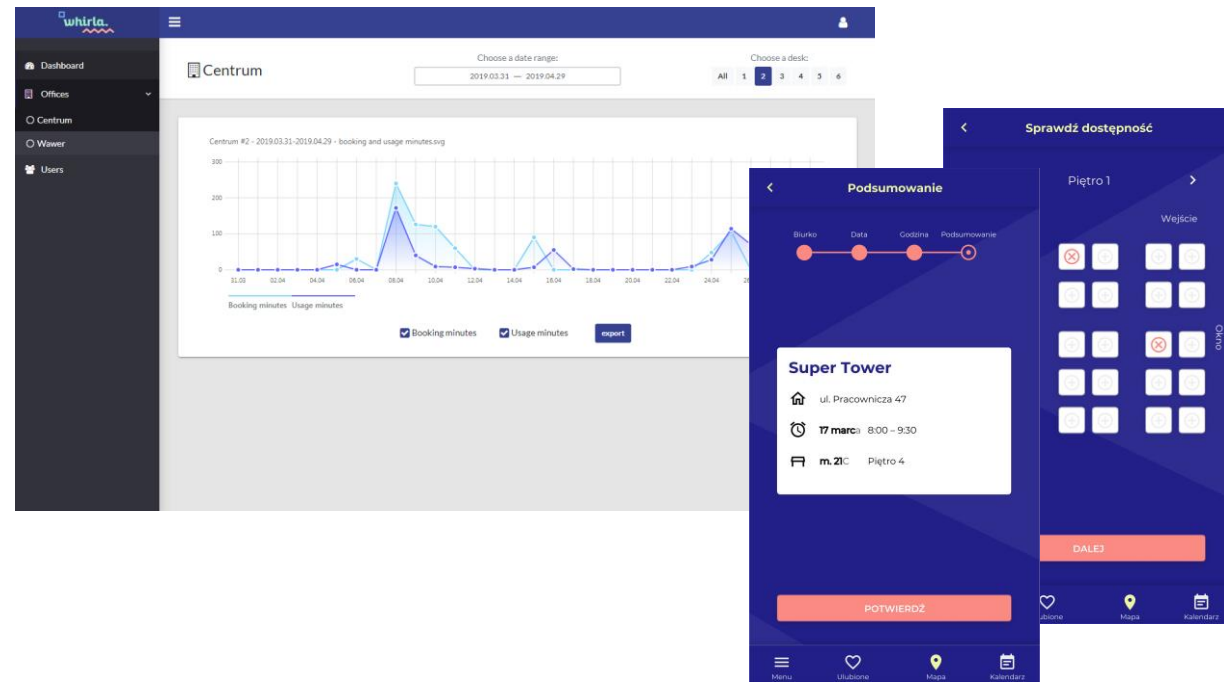 whirla.
Dashboard
Offices
Centrum
Wawer
Users
Centrum
Choose a date range:
2019.03.31 — 2019.04.29
Choose a desk:
All 1 2 3 4 5 6
Centrum #2 - 2019.03.31-2019.04.29 - booking and usage minutes.svg
300
200
100
0
31.03 02.04 04.04 06.04 08.04 10.04 12.04 14.04 16.04 18.04 20.04 22.04 24.04
Booking minutes Usage minutes
Booking minutes Usage minutes export
Podsumowanie
Biurko Data Godzina Podsumowanie
Super Tower
ul. Pracownicza 47
17 marca 8:00 – 9:30
m. 21C Piętro 4
POTWIERDŹ
Menu Ulubione Mapa Kalendarz
Sprawdź dostępność
Piętro 1
Wejście
Okno
DALEJ
Mapa Kalendarz